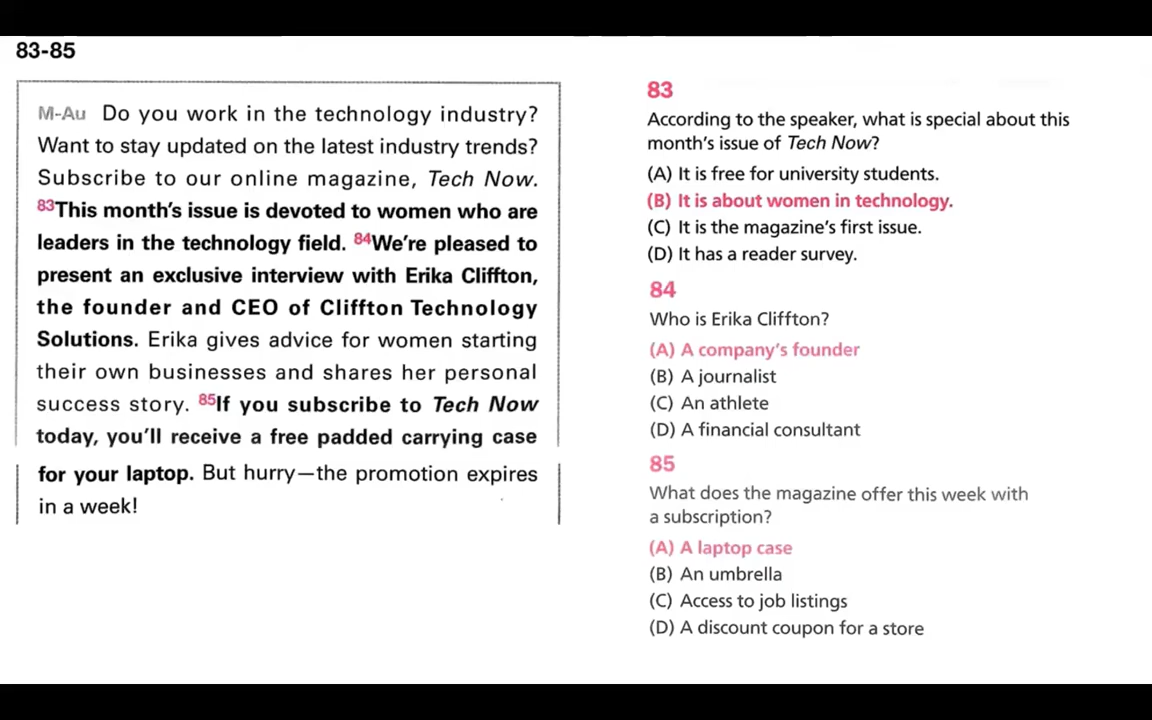 83-85
M-Au Do you work in the technology industry?
Want to stay updated on the latest industry trends?
Subscribe to our online magazine, Tech Now.
83This month's issue is devoted to women who are
leaders in the technology field. 84We're pleased to
present an exclusive interview with Erika Cliffton,
the founder and CEO of Cliffton Technology
Solutions. Erika gives advice for women starting
their own businesses and shares her personal
success story. 85If you subscribe to Tech Now
today, you'll receive a free padded carrying case
for your laptop. But hurry—the promotion expires
in a week!
83
According to the speaker, what is special about this
month's issue of Tech Now?
(A) It is free for university students.
(B) It is about women in technology.
(C) It is the magazine's first issue.
(D) It has a reader survey.
84
Who is Erika Cliffton?
(A) A company's founder
(B) A journalist
(C) An athlete
(D) A financial consultant
85
What does the magazine offer this week with
a subscription?
(A) A laptop case
(B) An umbrella
(C) Access to job listings
(D) A discount coupon for a store